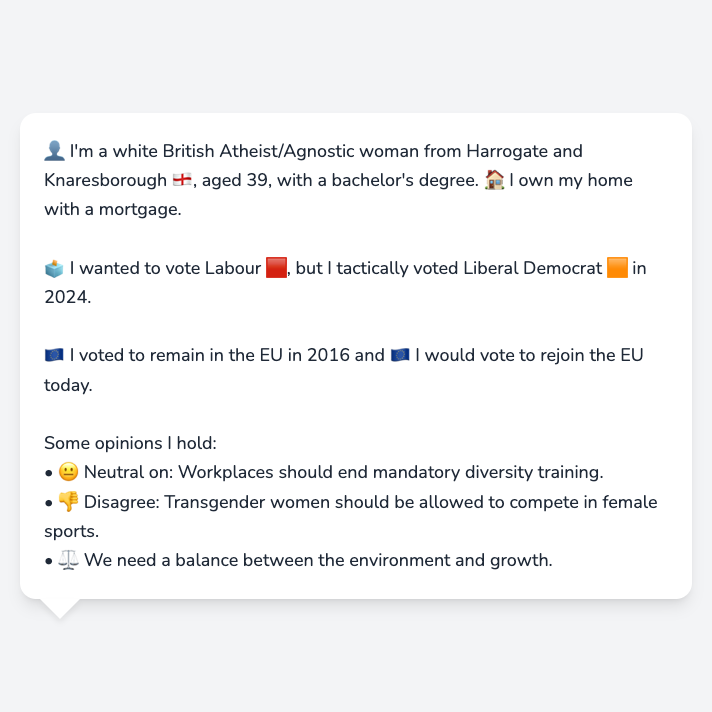 👤 I'm a white British Atheist/Agnostic woman from Harrogate and
Knaresborough 🏴󠁧󠁢󠁥󠁮󠁧󠁿, aged 39, with a bachelor's degree. 🏠 I own my home
with a mortgage.
🗳️ I wanted to vote Labour 🟥, but I tactically voted Liberal Democrat 🟧 in
2024.
🇪🇺 I voted to remain in the EU in 2016 and 🇪🇺 I would vote to rejoin the EU
today.
Some opinions I hold:
• 😐 Neutral on: Workplaces should end mandatory diversity training.
• 👎 Disagree: Transgender women should be allowed to compete in female
sports.
• ⚖️ We need a balance between the environment and growth.